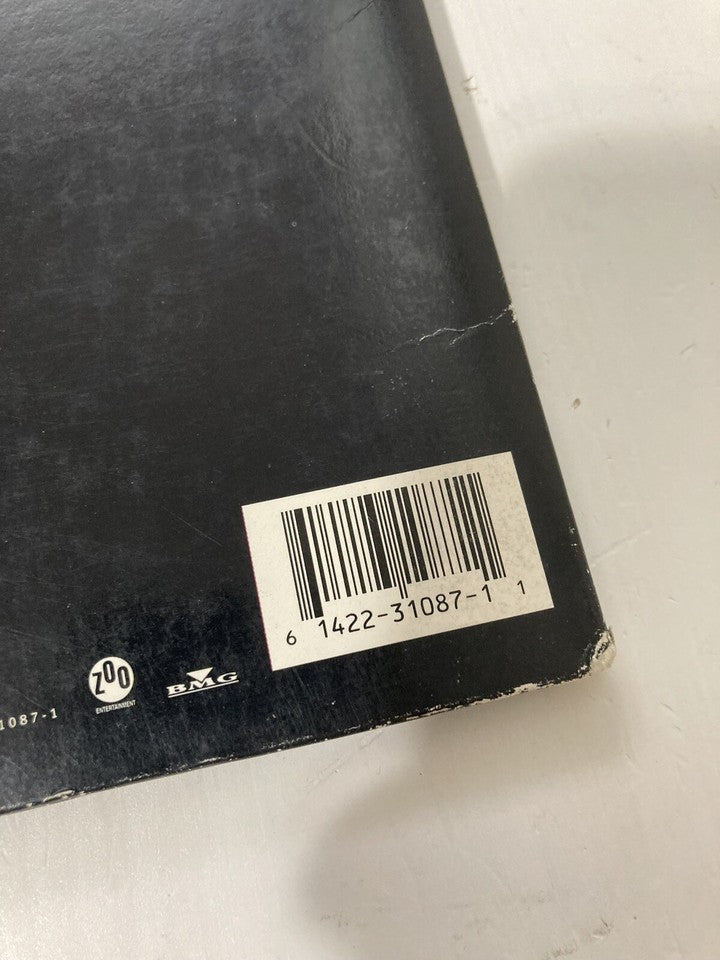 6 1422-31087-1 1
ZOO
ENTERTAINMENT
BMG
1087-1